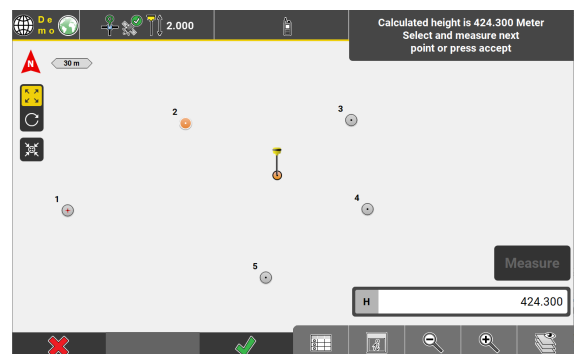 De
mo
2.000
Calculated height is 424.300 Meter
Select and measure next
point or press accept
N
30 m
2
3
1
4
5
Measure
H 424.300